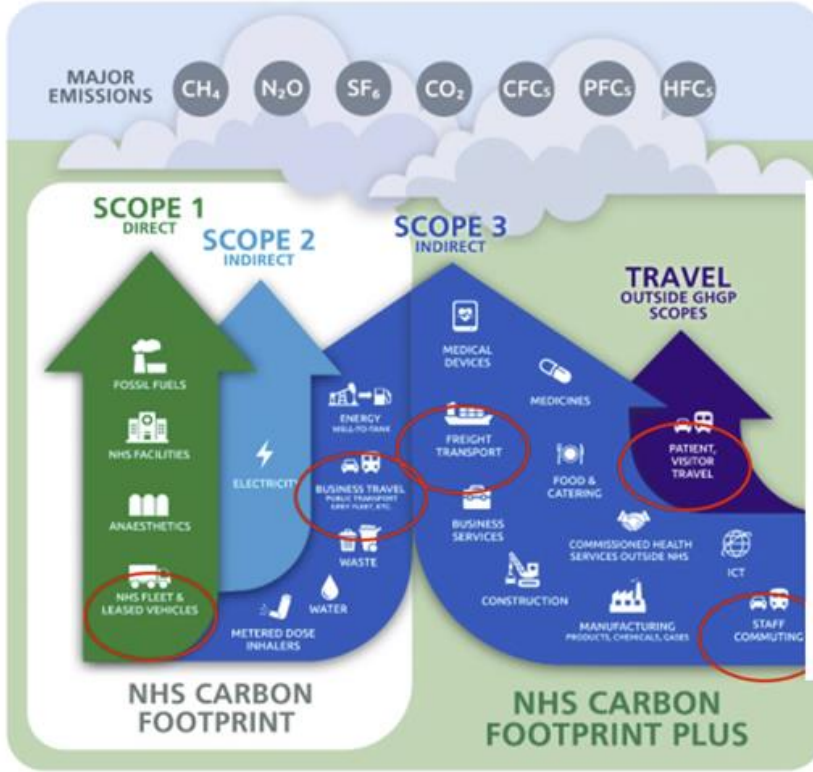 MAJOR
EMISSIONS
CH₄
N₂O
SF₆
CO₂
CFCs
PFCs
HFCs
SCOPE 1
DIRECT
FOSSIL FUELS
NHS FACILITIES
ANAESTHETICS
NHS FLEET &
LEASED VEHICLES
SCOPE 2
INDIRECT
ELECTRICITY
SCOPE 3
INDIRECT
ENERGY
WELL-TO-TANK
BUSINESS TRAVEL
PUBLIC TRANSPORT
GREY FLEET, ETC.
WASTE
WATER
METERED DOSE
INHALERS
MEDICAL
DEVICES
MEDICINES
FREIGHT
TRANSPORT
FOOD &
CATERING
BUSINESS
SERVICES
COMMISSIONED HEALTH
SERVICES OUTSIDE NHS
ICT
CONSTRUCTION
MANUFACTURING
PRODUCTS, CHEMICALS, GASES
STAFF
COMMUTING
TRAVEL
OUTSIDE GHGP
SCOPES
PATIENT,
VISITOR
TRAVEL
NHS CARBON
FOOTPRINT
NHS CARBON
FOOTPRINT PLUS